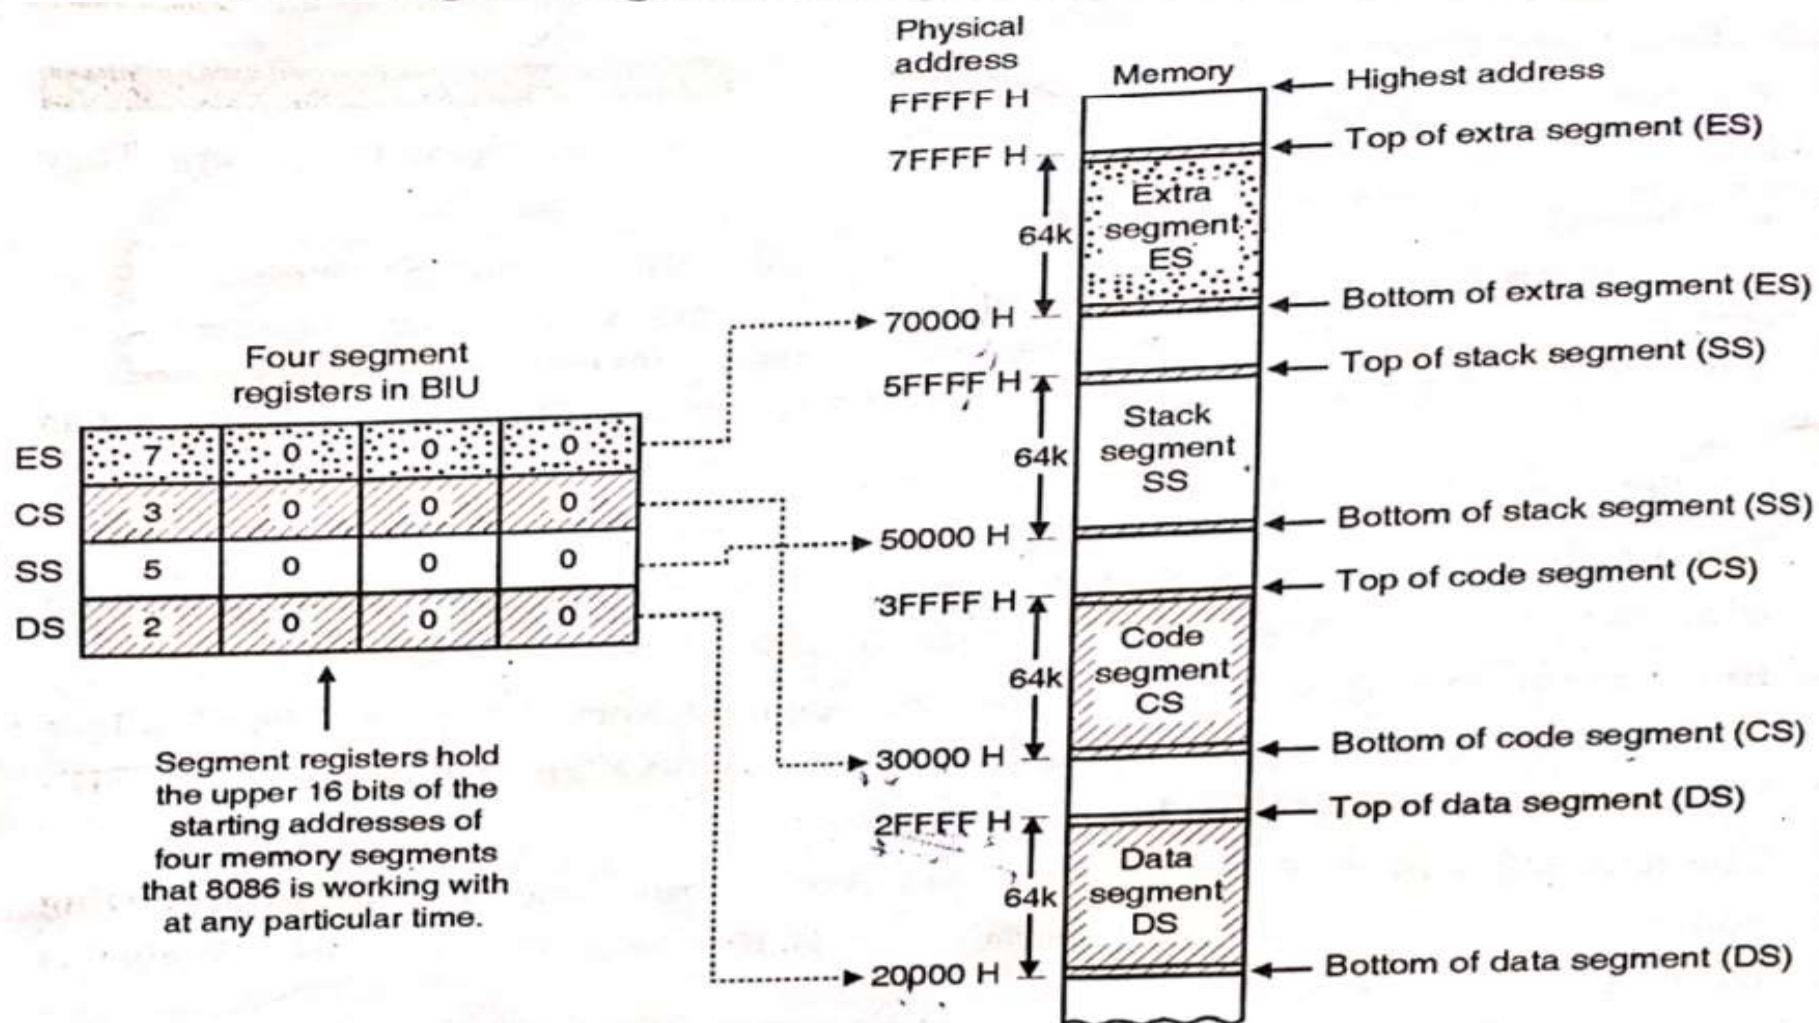 Physical
address
FFFFF H
Memory
Highest address
7FFFF H
Top of extra segment (ES)
Extra
segment
ES
64k
70000 H
Bottom of extra segment (ES)
5FFFF H
Top of stack segment (SS)
Stack
segment
SS
64k
50000 H
Bottom of stack segment (SS)
3FFFF H
Top of code segment (CS)
Code
segment
CS
64k
30000 H
Bottom of code segment (CS)
2FFFF H
Top of data segment (DS)
Data
segment
DS
64k
20000 H
Bottom of data segment (DS)
Four segment
registers in BIU
ES 7 0 0 0
CS 3 0 0 0
SS 5 0 0 0
DS 2 0 0 0
Segment registers hold
the upper 16 bits of the
starting addresses of
four memory segments
that 8086 is working with
at any particular time.